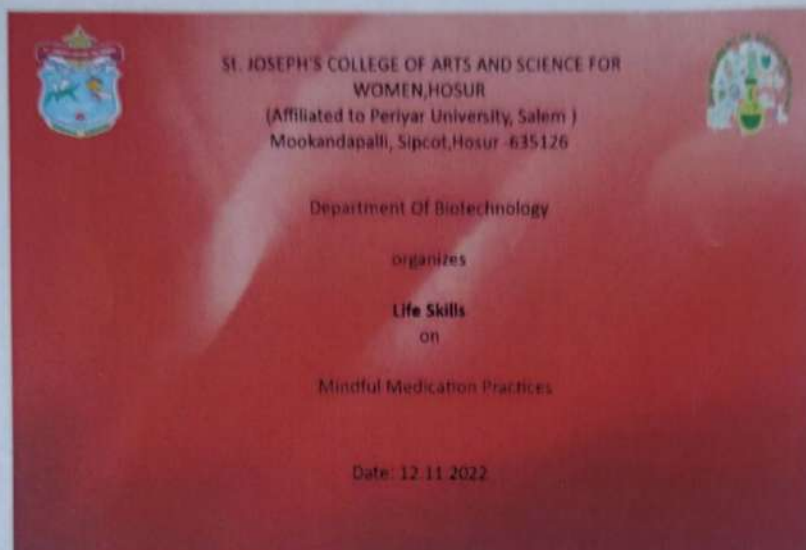 St. JOSEPH'S COLLEGE OF ARTS AND SCIENCE FOR
WOMEN,HOSUR
(Affiliated to Periyar University, Salem )
Mookandapalli, Sipcot,Hosur -635126
Department Of Biotechnology
organizes
Life Skills
on
Mindful Medication Practices
Date: 12.11.2022